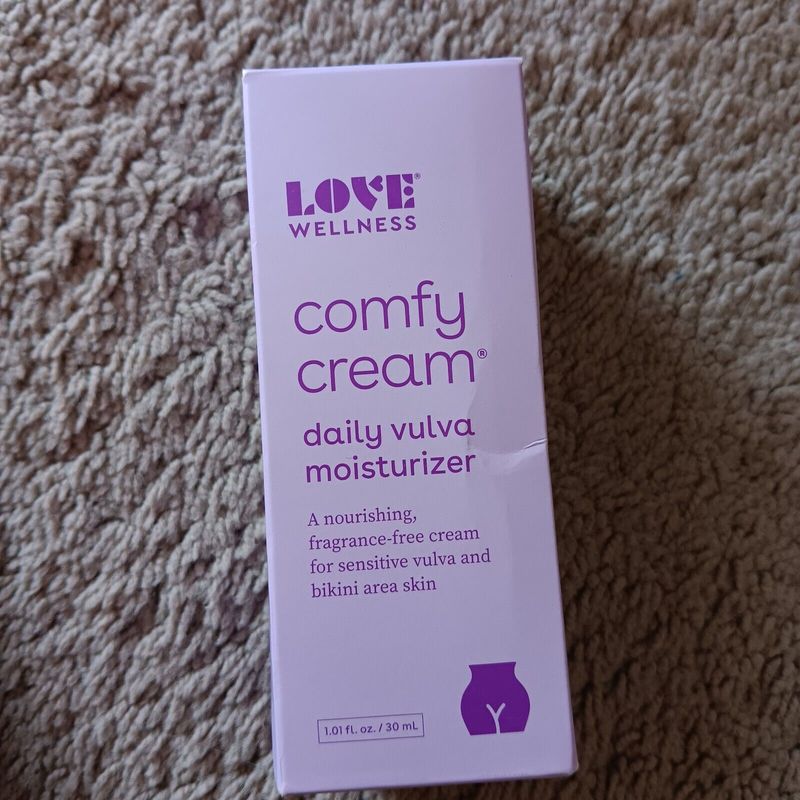 LOVE®
WELLNESS
comfy
cream®
daily vulva
moisturizer
A nourishing,
fragrance-free cream
for sensitive vulva and
bikini area skin
1.01 fl. oz. / 30 mL